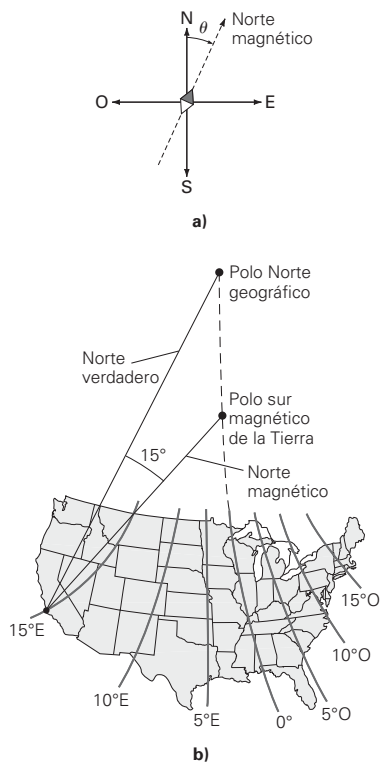 N
θ
Norte
magnético
O
E
S
a)
Polo Norte
geográfico
Norte
verdadero
Polo sur
magnético
de la Tierra
15°
Norte
magnético
15°E
10°E
5°E
0°
5°O
10°O
15°O
b)